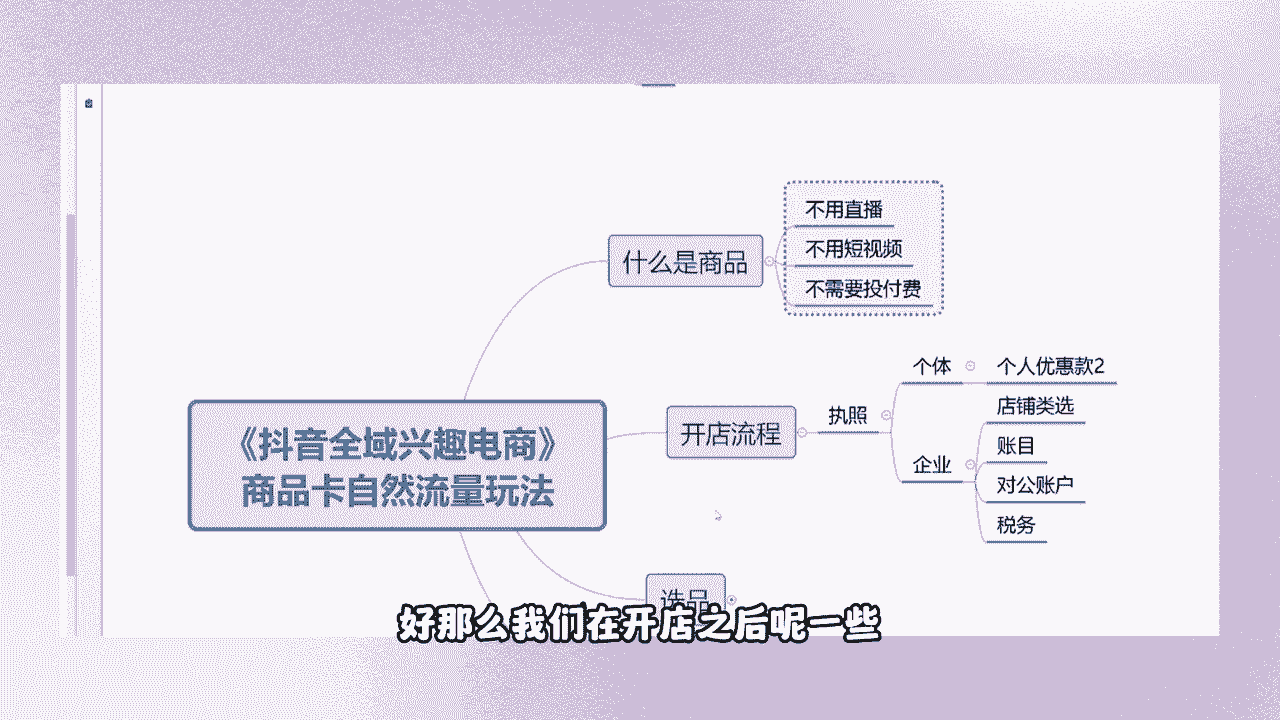 不用直播
什么是商品
不用短视频
不需要投付费
《抖音全域兴趣电商》
商品卡自然流量玩法
开店流程
执照
个体
个人优惠款2
企业
店铺类选
账目
对公账户
税务
选品
好那么我们在开店之后呢一些